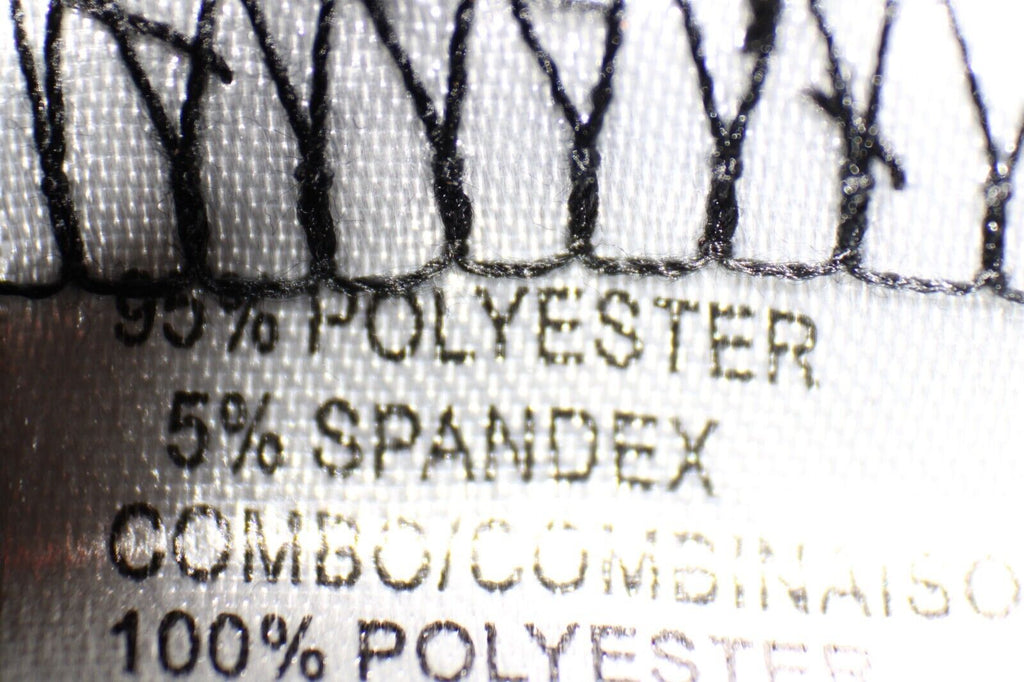 95% POLYESTER
5% SPANDEX
COMBO/COMBINAISO
100% POLYESTER